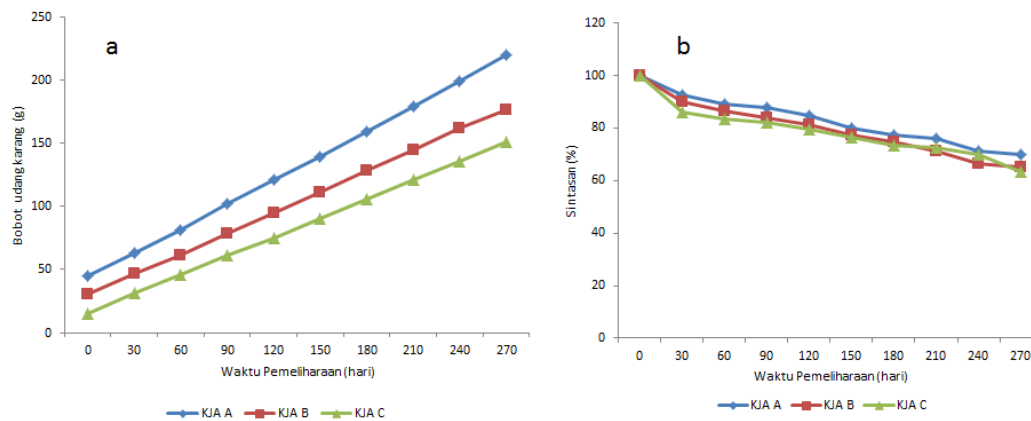 a
Bobot udang karang (g)
250
200
150
100
50
0
0 30 60 90 120 150 180 210 240 270
Waktu Pemeliharaan (hari)
KJA A KJA B KJA C
b
Sintasan (%)
120
100
80
60
40
20
0
0 30 60 90 120 150 180 210 240 270
Waktu Pemeliharaan (hari)
KJA A KJA B KJA C